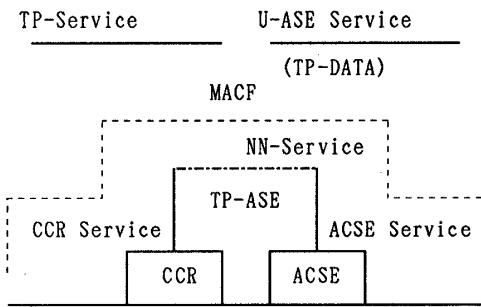 TP-Service U-ASE Service
(TP-DATA)
MACF
NN-Service
TP-ASE
CCR Service ACSE Service
CCR ACSE